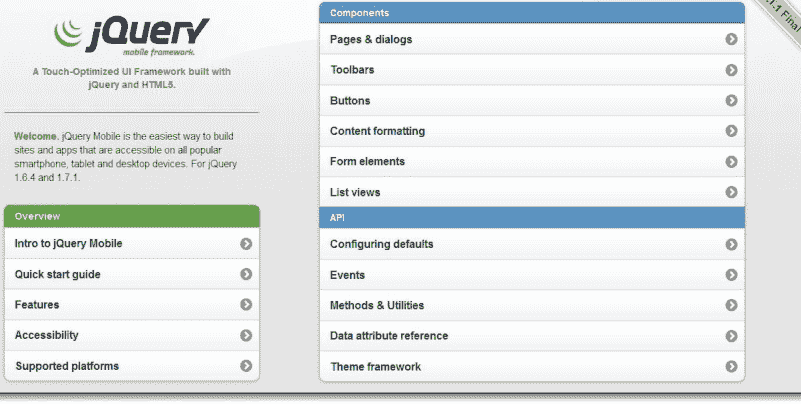 jQuery
mobile framework.
A Touch-Optimized UI Framework built with
jQuery and HTML5.
Welcome. jQuery Mobile is the easiest way to build
sites and apps that are accessible on all popular
smartphone, tablet and desktop devices. For jQuery
1.6.4 and 1.7.1.
Overview
Intro to jQuery Mobile
Quick start guide
Features
Accessibility
Supported platforms
Components
Pages & dialogs
Toolbars
Buttons
Content formatting
Form elements
List views
API
Configuring defaults
Events
Methods & Utilities
Data attribute reference
Theme framework
.1.1 Final